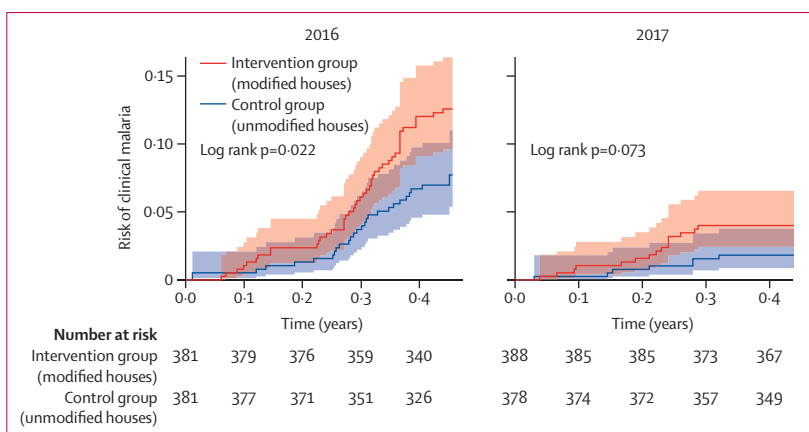 2016
2017
Intervention group
(modified houses)
Control group
(unmodified houses)
Log rank p=0·022
Log rank p=0·073
Risk of clinical malaria
0·15
0·10
0·05
0
0·0 0·1 0·2 0·3 0·4
0·0 0·1 0·2 0·3 0·4
Time (years)
Time (years)
Number at risk
Intervention group
(modified houses)
381 379 376 359 340
388 385 385 373 367
Control group
(unmodified houses)
381 377 371 351 326
378 374 372 357 349